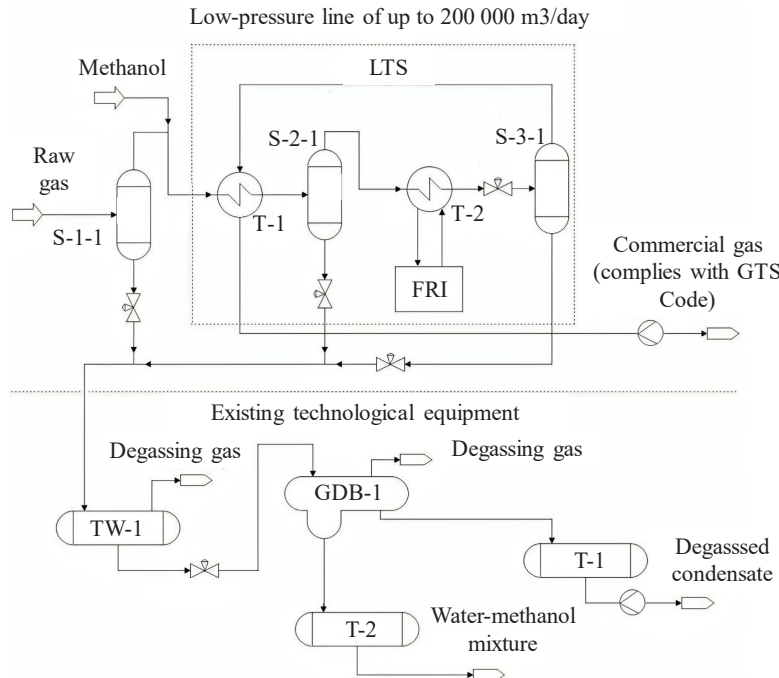 Low-pressure line of up to 200 000 m3/day
Methanol
LTS
S-2-1
S-3-1
Raw
gas
T-1
T-2
S-1-1
FRI
Commercial gas
(complies with GTS
Code)
Existing technological equipment
Degassing gas
Degassing gas
GDB-1
TW-1
T-1
Degasssed
condensate
T-2
Water-methanol
mixture